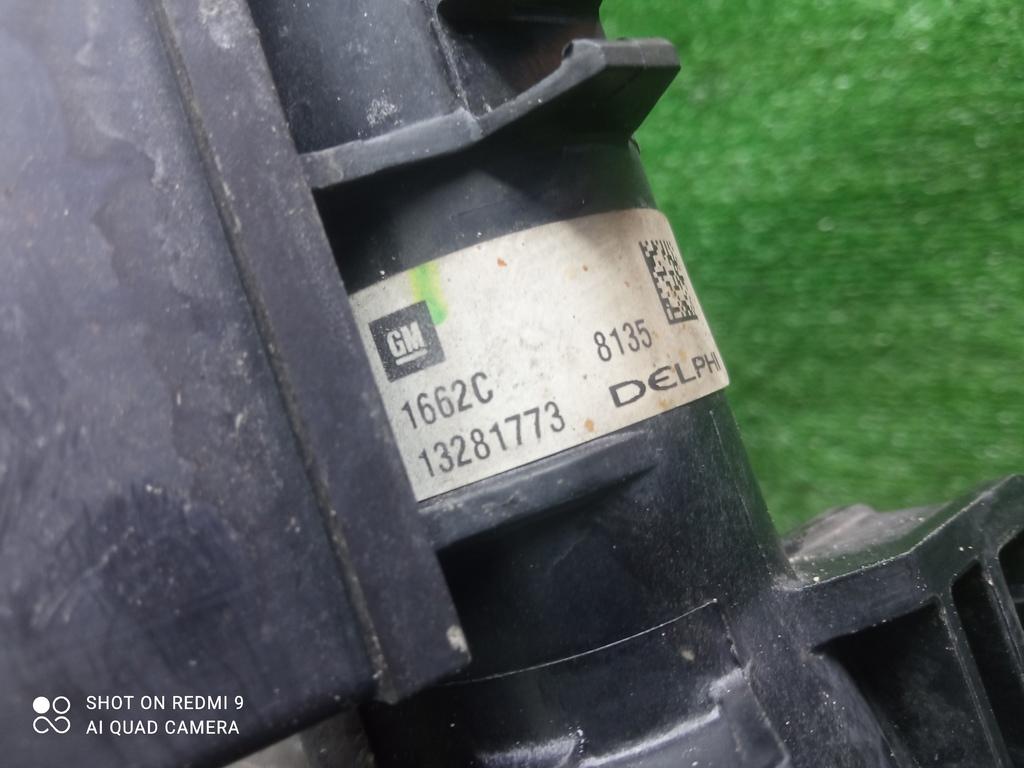 GM
1662C
13281773
8135
DELPHI
SHOT ON REDMI 9
AI QUAD CAMERA